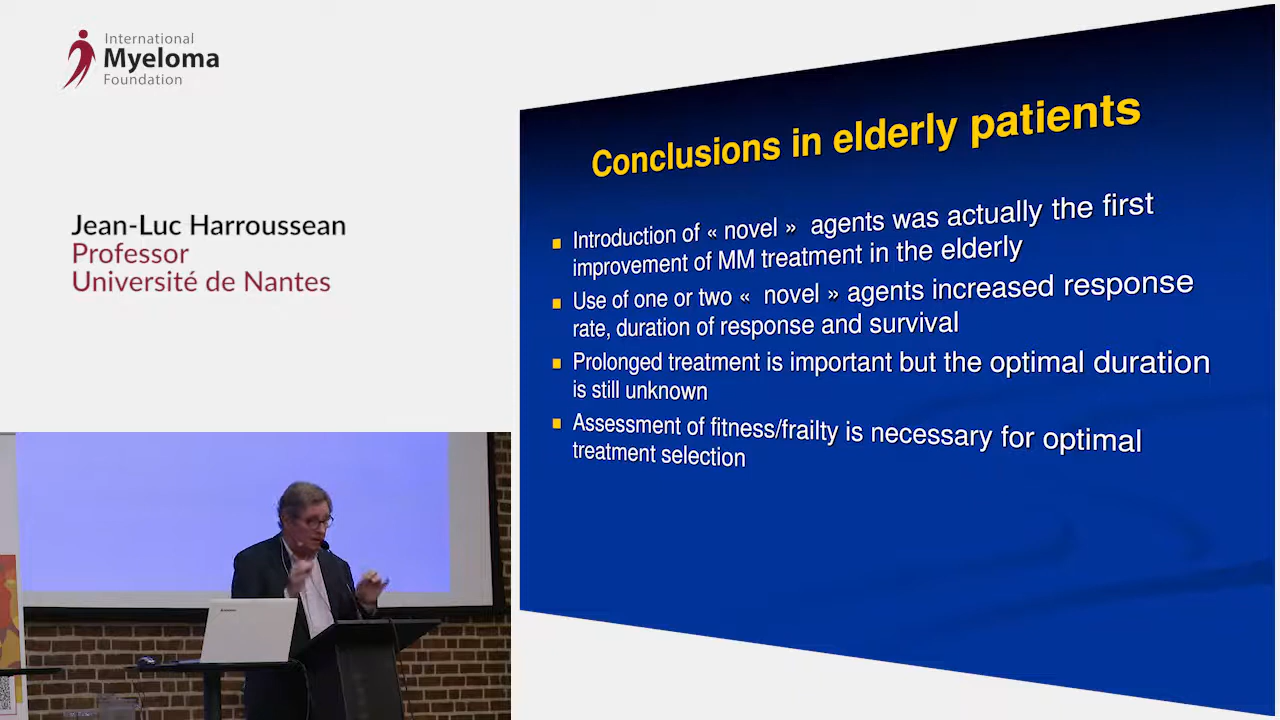 International
Myeloma
Foundation
Jean-Luc Harroussean
Professor
Université de Nantes
Conclusions in elderly patients
Introduction of « novel » agents was actually the first
improvement of MM treatment in the elderly
Use of one or two « novel » agents increased response
rate, duration of response and survival
Prolonged treatment is important but the optimal duration
is still unknown
Assessment of fitness/frailty is necessary for optimal
treatment selection